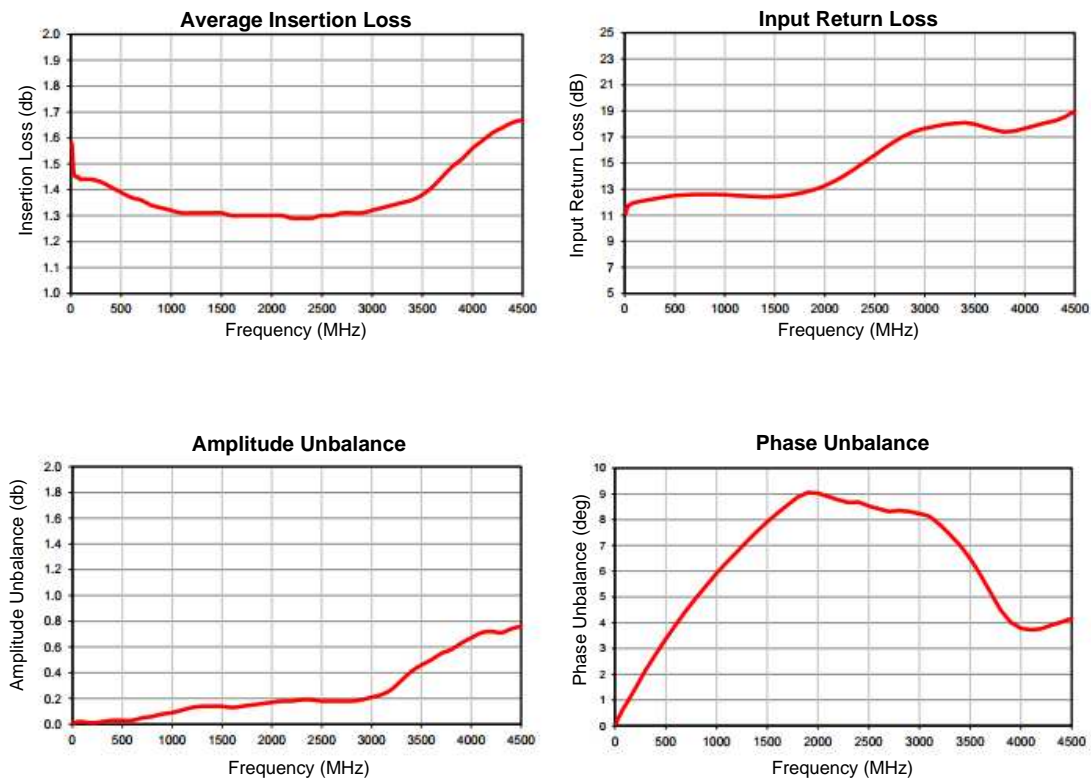 Average Insertion Loss
Insertion Loss (db)
2.0
1.9
1.8
1.7
1.6
1.5
1.4
1.3
1.2
1.1
1.0
0 500 1000 1500 2000 2500 3000 3500 4000 4500
Frequency (MHz)
Input Return Loss
Input Return Loss (dB)
25
23
21
19
17
15
13
11
9
7
5
0 500 1000 1500 2000 2500 3000 3500 4000 4500
Frequency (MHz)
Amplitude Unbalance
Amplitude Unbalance (db)
2.0
1.8
1.6
1.4
1.2
1.0
0.8
0.6
0.4
0.2
0.0
0 500 1000 1500 2000 2500 3000 3500 4000 4500
Frequency (MHz)
Phase Unbalance
Phase Unbalance (deg)
10
9
8
7
6
5
4
3
2
1
0
0 500 1000 1500 2000 2500 3000 3500 4000 4500
Frequency (MHz)